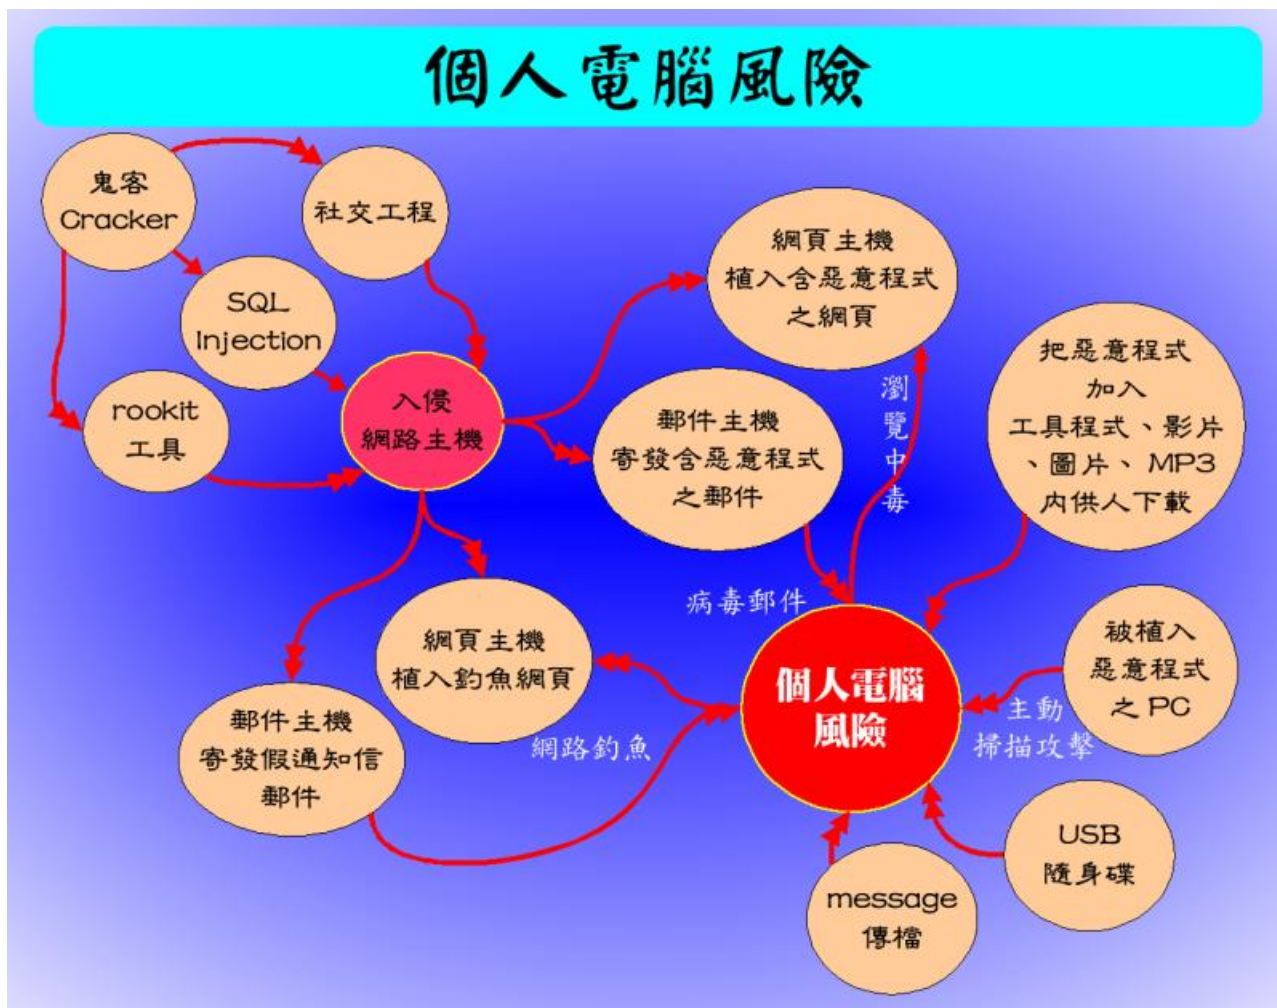 個人電腦風險
鬼客
Cracker
社交工程
SQL
Injection
rookit
工具
入侵
網路主機
網頁主機
植入含惡意程式
之網頁
郵件主機
寄發含惡意程式
之郵件
瀏覽中毒
把惡意程式
加入
工具程式、影片
、圖片、MP3
內供人下載
病毒郵件
網頁主機
植入釣魚網頁
郵件主機
寄發假通知信
郵件
網路釣魚
個人電腦
風險
被植入
惡意程式
之 PC
主動
掃描攻擊
USB
隨身碟
message
傳檔